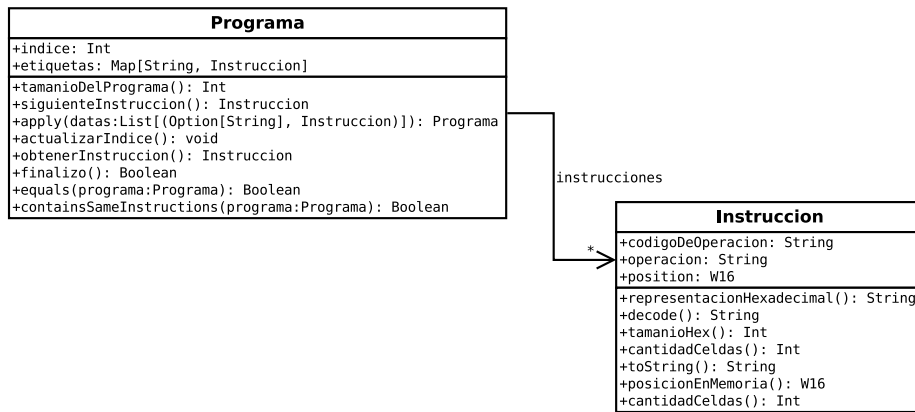 Programa
+indice: Int
+etiquetas: Map[String, Instruccion]
+tamanioDelPrograma(): Int
+siguienteInstruccion(): Instruccion
+apply(datas:List[(Option[String], Instruccion)]): Programa
+actualizarIndice(): void
+obtenerInstruccion(): Instruccion
+finalizo(): Boolean
+equals(programa:Programa): Boolean
+containsSameInstructions(programa:Programa): Boolean
instrucciones
*
Instruccion
+codigoDeOperacion: String
+operacion: String
+position: W16
+representacionHexadecimal(): String
+decode(): String
+tamanioHex(): Int
+cantidadCeldas(): Int
+toString(): String
+posicionEnMemoria(): W16
+cantidadCeldas(): Int